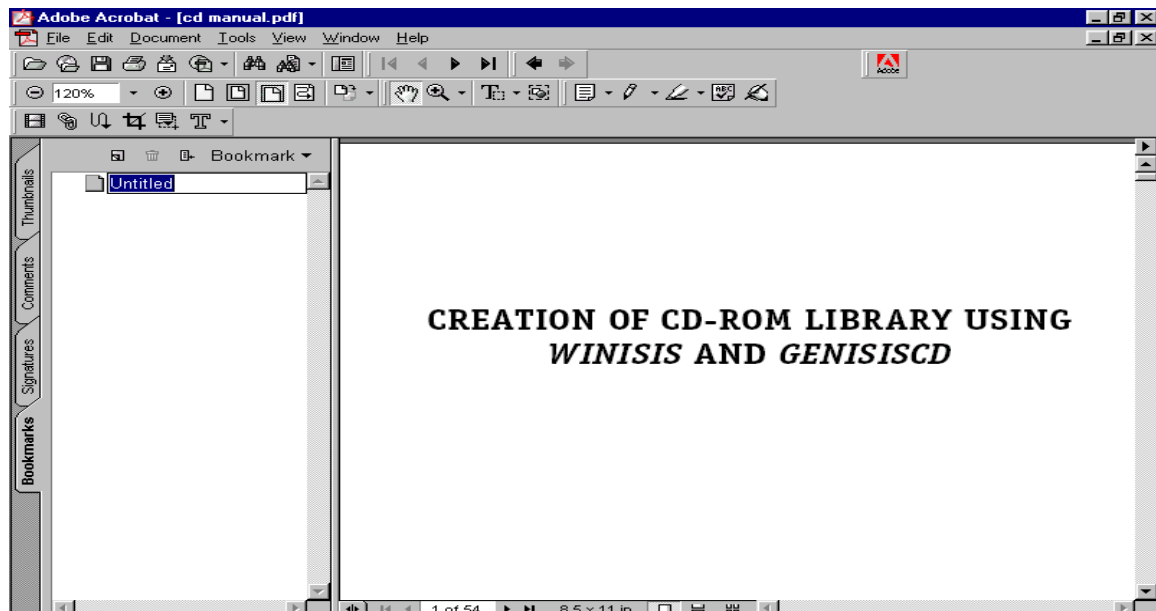 Adobe Acrobat - [cd manual.pdf]
File Edit Document Tools View Window Help
Adobe
120%
Bookmark
Untitled
Thumbnails
Comments
Signatures
Bookmarks
CREATION OF CD-ROM LIBRARY USING
WINISIS AND GENISISCD
1 of 54 8.5 x 11 in